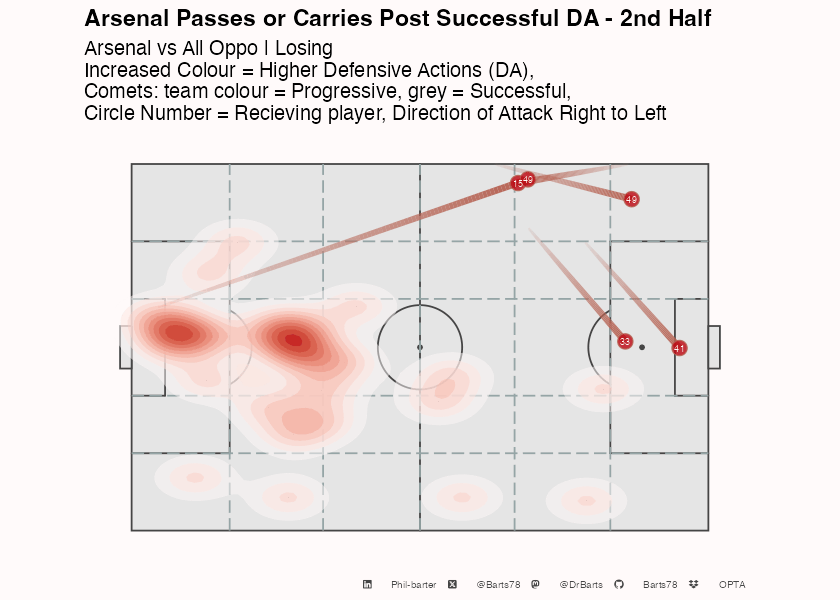 Arsenal Passes or Carries Post Successful DA - 2nd Half
Arsenal vs All Oppo | Losing
Increased Colour = Higher Defensive Actions (DA),
Comets: team colour = Progressive, grey = Successful,
Circle Number = Recieving player, Direction of Attack Right to Left
15 49
49
33
41
Phil-barter @Barts78 @DrBarts Barts78 OPTA